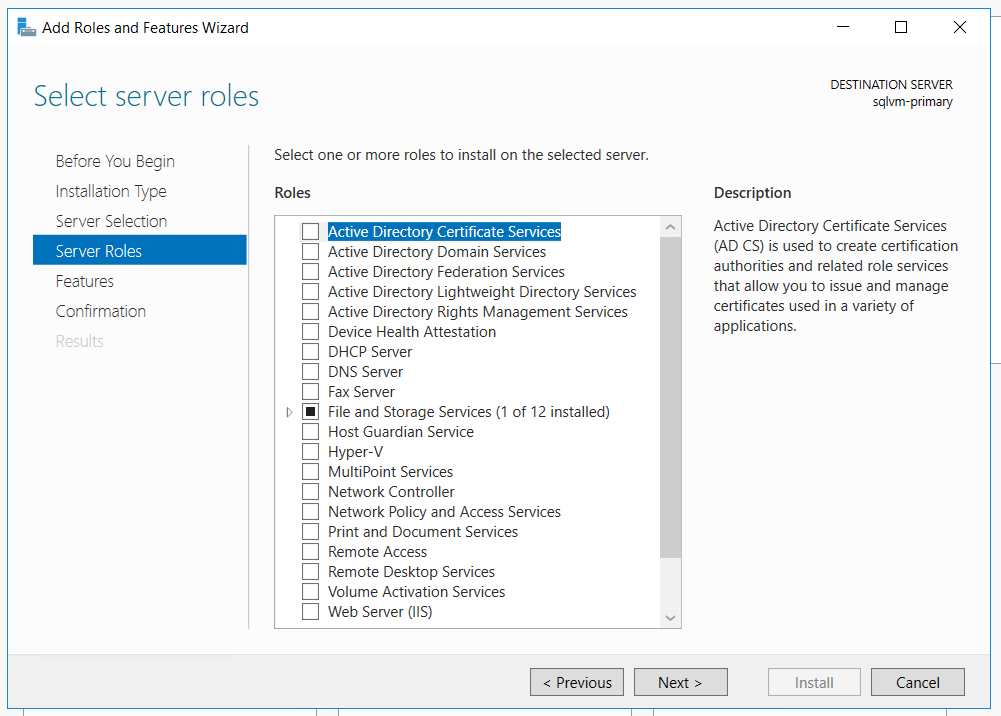 Add Roles and Features Wizard
Select server roles
DESTINATION SERVER
sqlvm-primary
Before You Begin
Installation Type
Server Selection
Server Roles
Features
Confirmation
Results
Select one or more roles to install on the selected server.
Roles
Active Directory Certificate Services
Active Directory Domain Services
Active Directory Federation Services
Active Directory Lightweight Directory Services
Active Directory Rights Management Services
Device Health Attestation
DHCP Server
DNS Server
Fax Server
File and Storage Services (1 of 12 installed)
Host Guardian Service
Hyper-V
MultiPoint Services
Network Controller
Network Policy and Access Services
Print and Document Services
Remote Access
Remote Desktop Services
Volume Activation Services
Web Server (IIS)
Description
Active Directory Certificate Services
(AD CS) is used to create certification
authorities and related role services
that allow you to issue and manage
certificates used in a variety of
applications.
< Previous
Next >
Install
Cancel